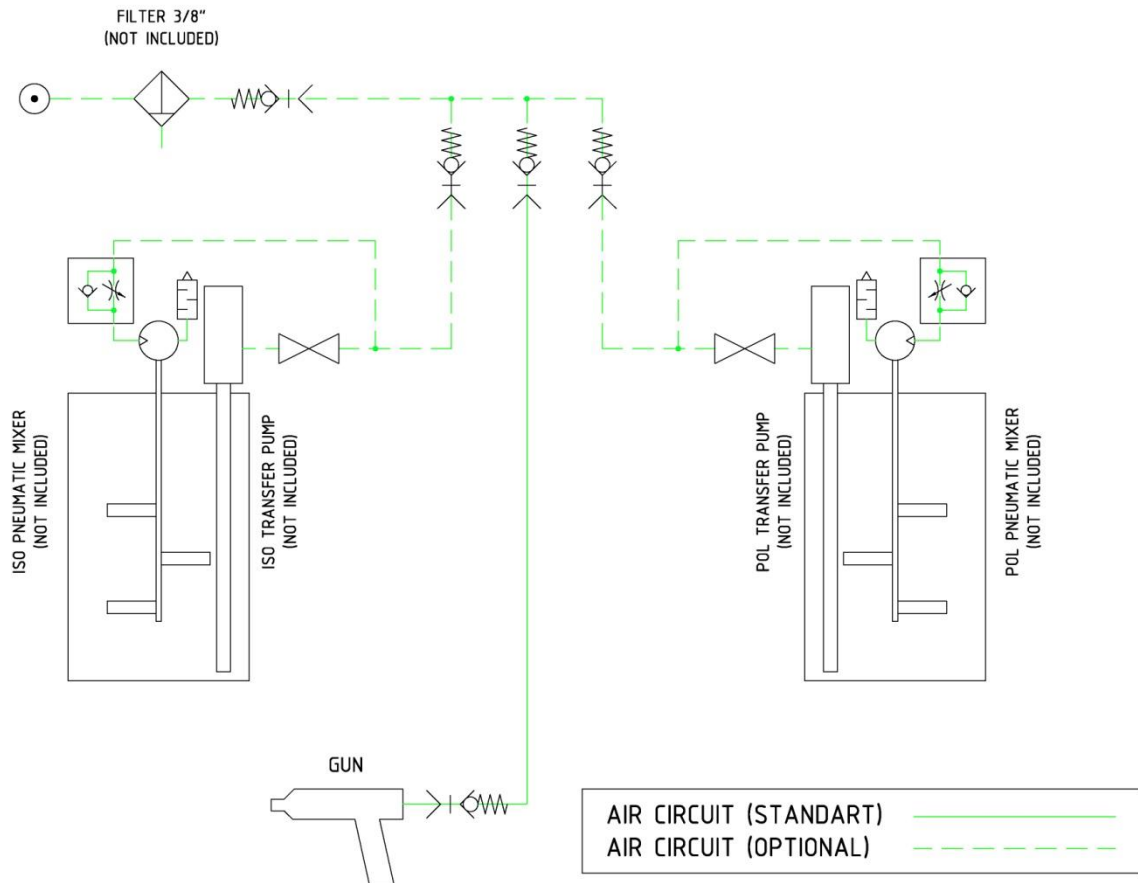 FILTER 3/8"
(NOT INCLUDED)
ISO PNEUMATIC MIXER
(NOT INCLUDED)
ISO TRANSFER PUMP
(NOT INCLUDED)
POL TRANSFER PUMP
(NOT INCLUDED)
POL PNEUMATIC MIXER
(NOT INCLUDED)
GUN
AIR CIRCUIT (STANDART)
AIR CIRCUIT (OPTIONAL)